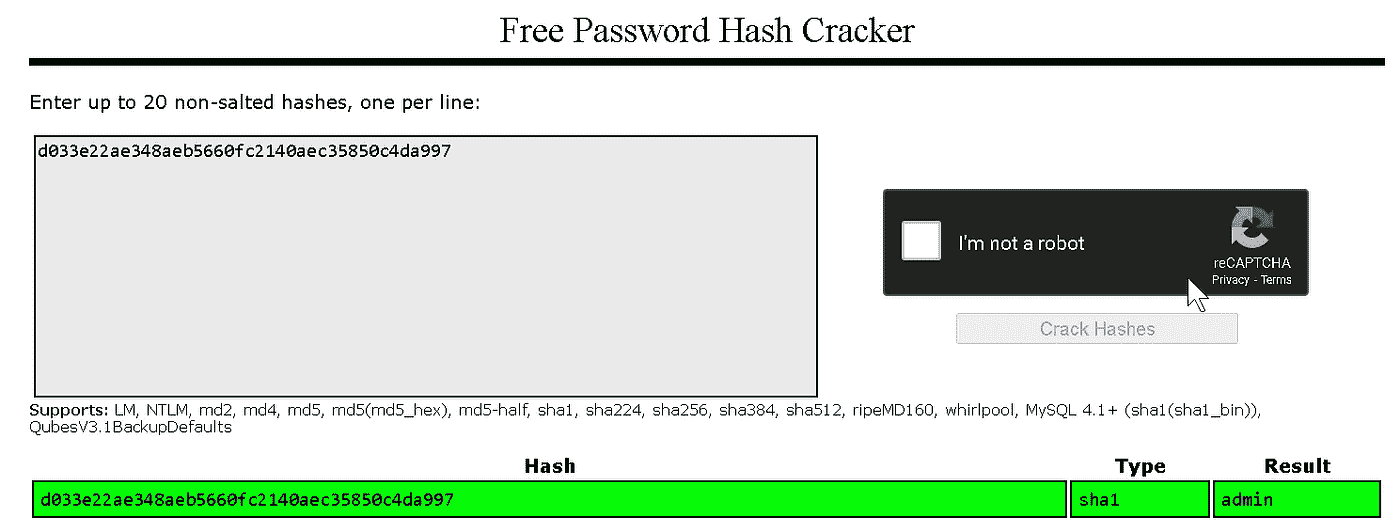 Free Password Hash Cracker
Enter up to 20 non-salted hashes, one per line:
d033e22ae348aeb5660fc2140aec35850c4da997
I'm not a robot
reCAPTCHA
Privacy - Terms
Crack Hashes
Supports: LM, NTLM, md2, md4, md5, md5(md5_hex), md5-half, sha1, sha224, sha256, sha384, sha512, ripeMD160, whirlpool, MySQL 4.1+ (sha1(sha1_bin)),
QubesV3.1BackupDefaults
Hash Type Result
d033e22ae348aeb5660fc2140aec35850c4da997 sha1 admin